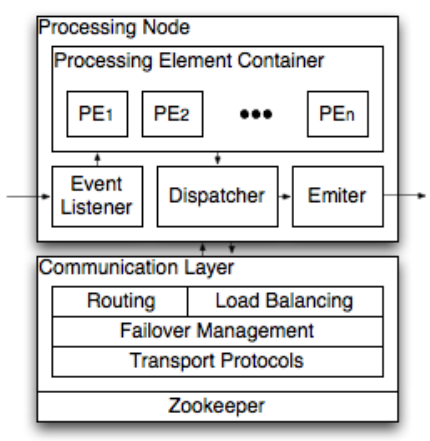 Processing Node
Processing Element Container
PE1 PE2 ••• PEn
Event Listener
Dispatcher
Emiter
Communication Layer
Routing
Load Balancing
Failover Management
Transport Protocols
Zookeeper